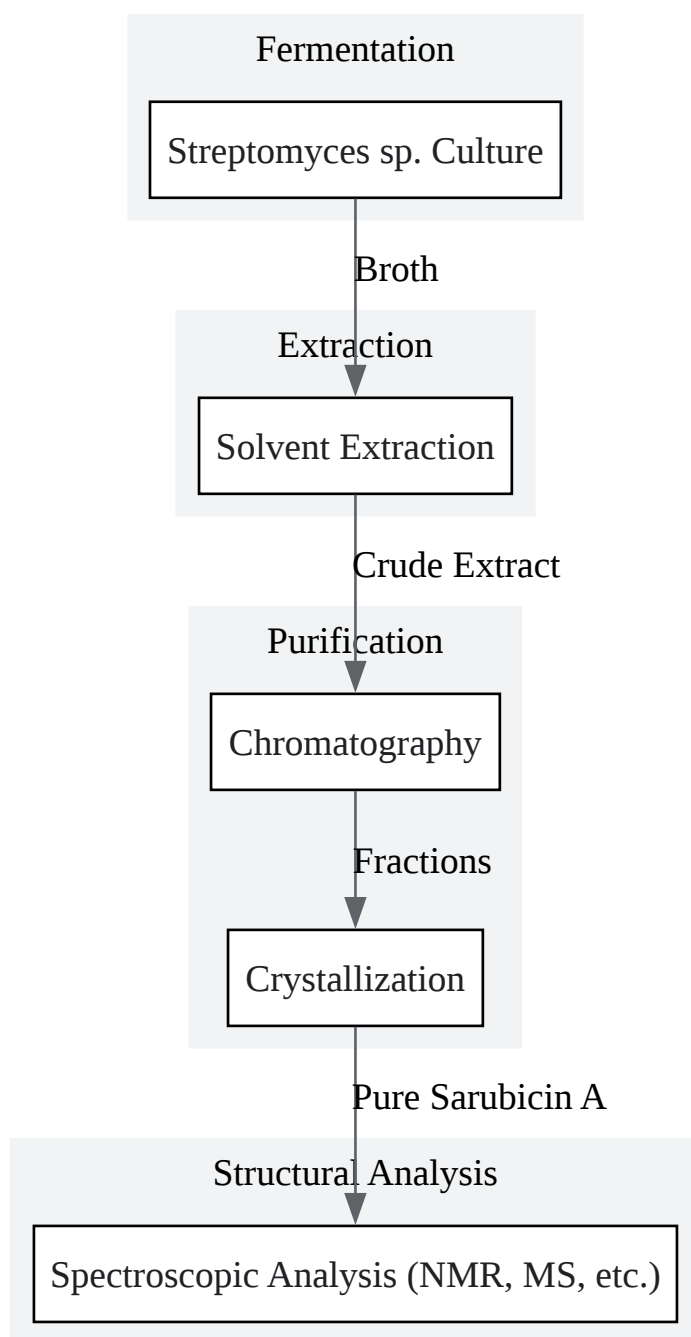 Fermentation
Streptomyces sp. Culture
Broth
Extraction
Solvent Extraction
Crude Extract
Purification
Chromatography
Fractions
Crystallization
Pure Sarubicin A
Structural Analysis
Spectroscopic Analysis (NMR, MS, etc.)